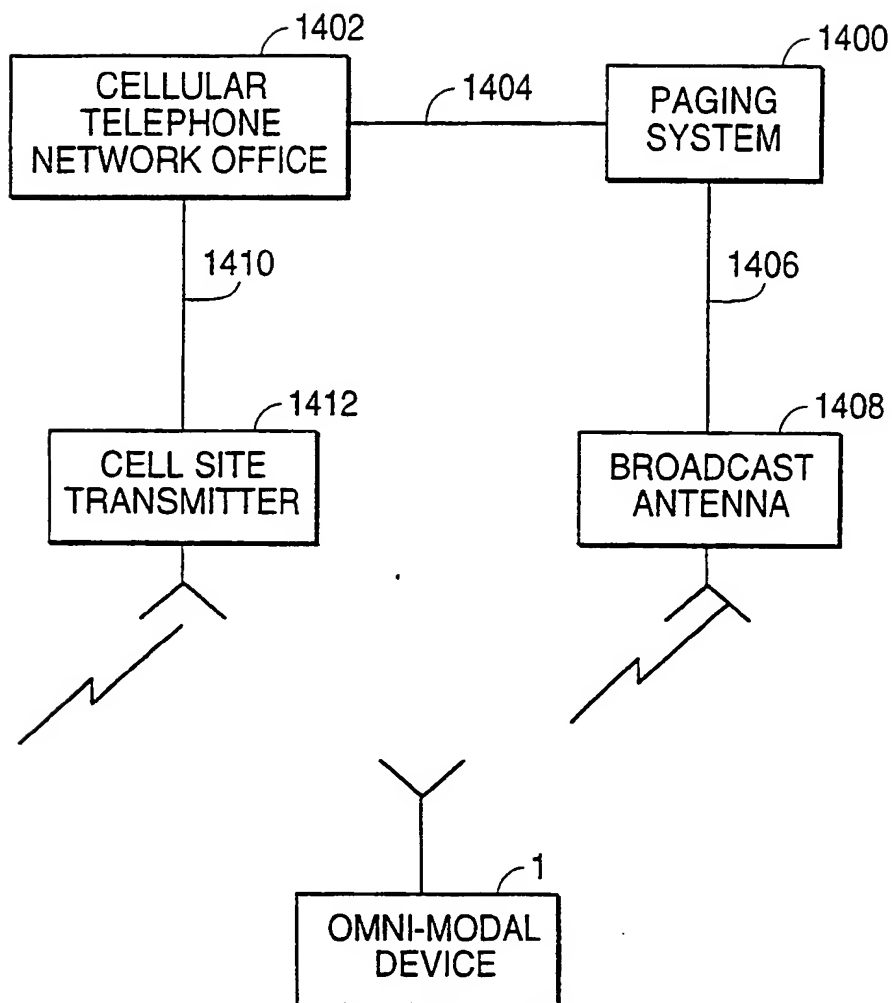 1402
CELLULAR
TELEPHONE
NETWORK OFFICE
1404
1400
PAGING
SYSTEM
1410
1406
1412
CELL SITE
TRANSMITTER
1408
BROADCAST
ANTENNA
1
OMNI-MODAL
DEVICE